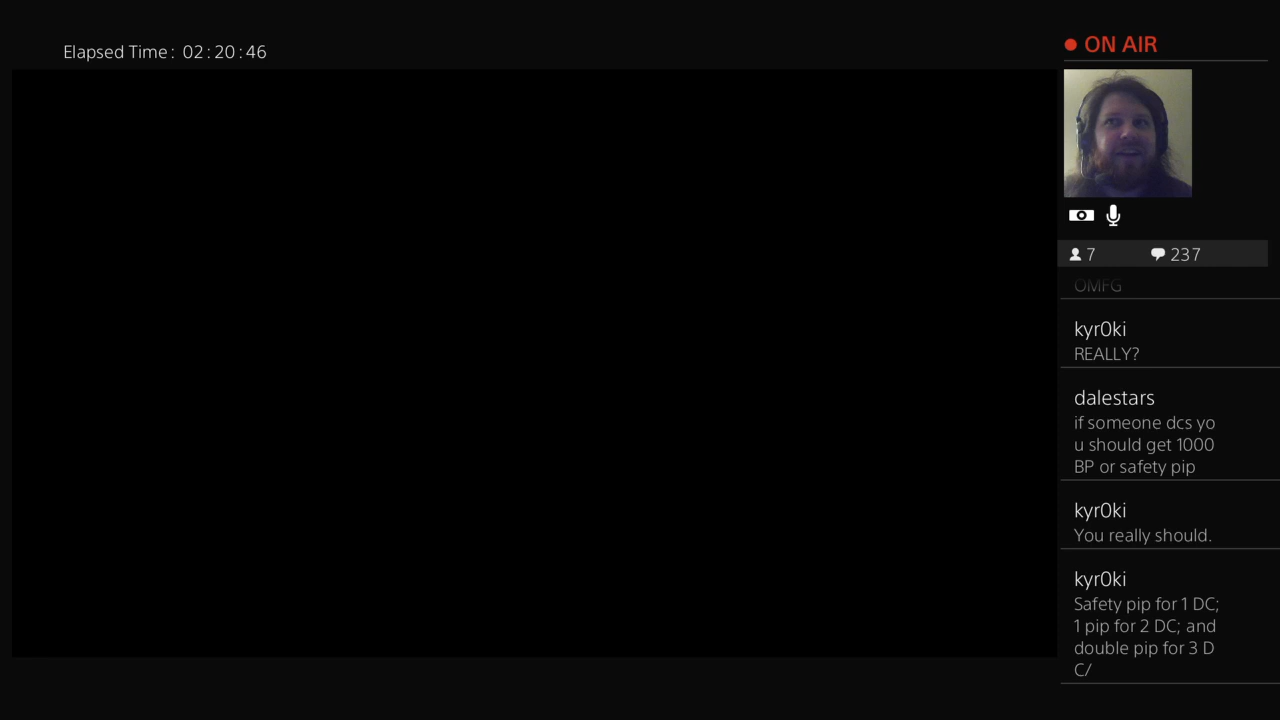 Elapsed Time: 02:20:46
ON AIR
7
237
OMFG
kyr0ki
REALLY?
dalestars
if someone dcs yo
u should get 1000
BP or safety pip
kyr0ki
You really should.
kyr0ki
Safety pip for 1 DC;
1 pip for 2 DC; and
double pip for 3 D
C/